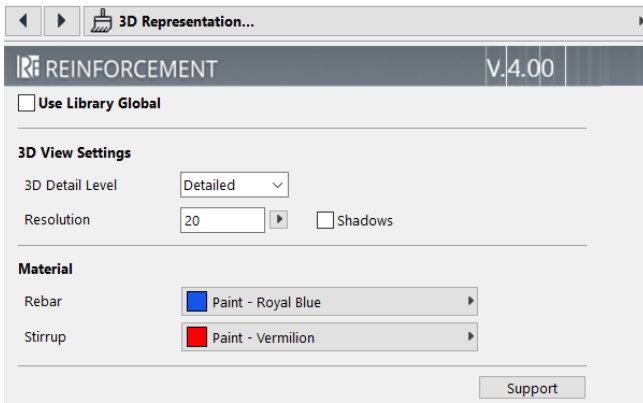 3D Representation...
REINFORCEMENT V.4.00
Use Library Global
3D View Settings
3D Detail Level Detailed
Resolution 20 Shadows
Material
Rebar Paint - Royal Blue
Stirrup Paint - Vermilion
Support